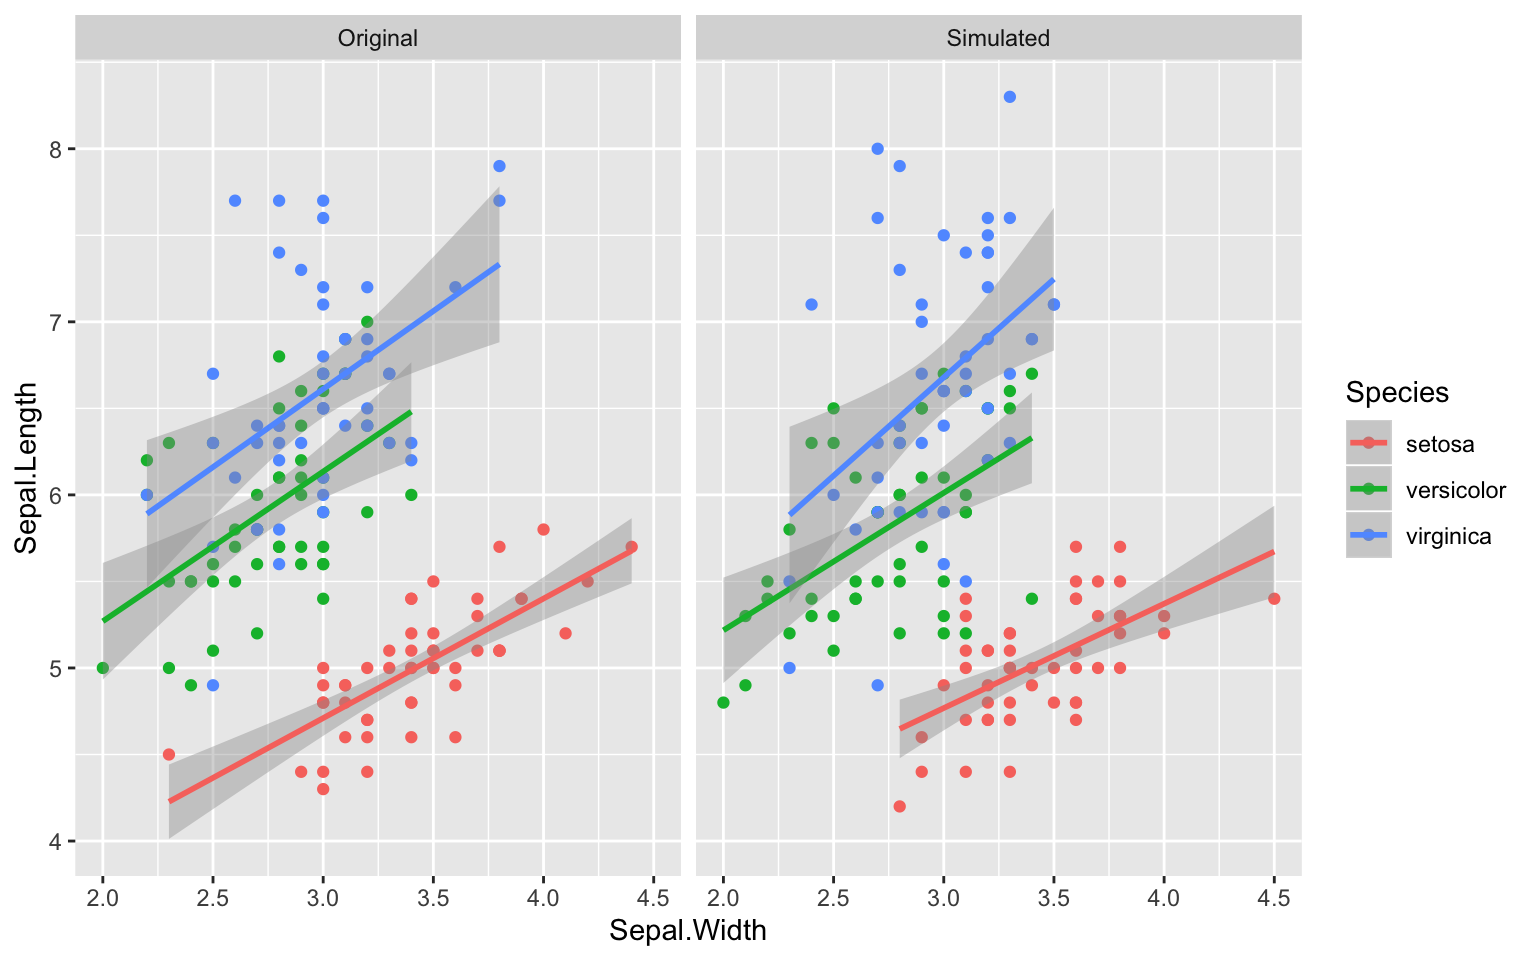 Original Simulated
8
7
6
5
4
Sepal.Length
2.0 2.5 3.0 3.5 4.0 4.5 2.0 2.5 3.0 3.5 4.0 4.5
Sepal.Width
Species
setosa
versicolor
virginica